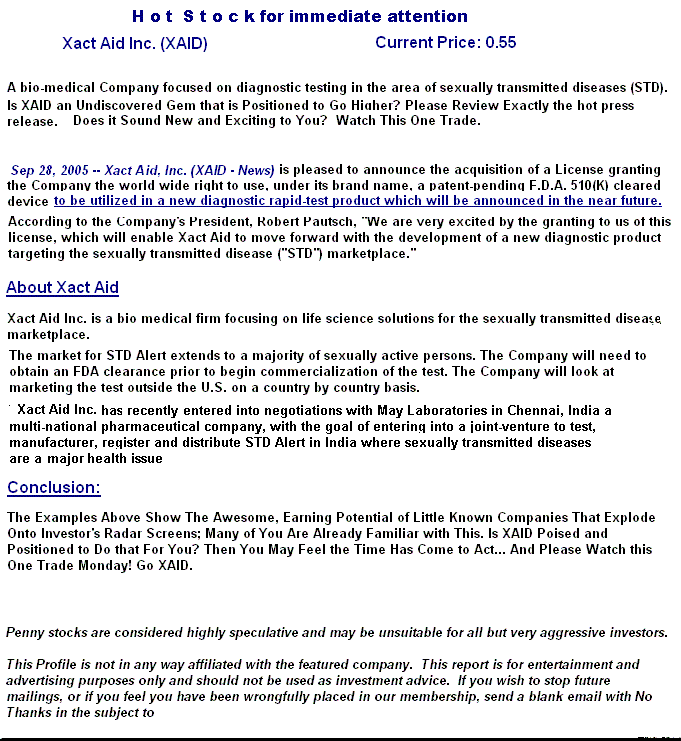 H o t S t o c k for immediate attention
Xact Aid Inc. (XAID) Current Price: 0.55
A bio-medical Company focused on diagnostic testing in the area of sexually transmitted diseases (STD).
Is XAID an Undiscovered Gem that is Positioned to Go Higher? Please Review Exactly the hot press
release. Does it Sound New and Exciting to You? Watch This One Trade.
Sep 28, 2005 -- Xact Aid, Inc. (XAID - News) is pleased to announce the acquisition of a License granting
the Company the world wide right to use, under its brand name, a patent-pending F.D.A. 510(K) cleared
device to be utilized in a new diagnostic rapid-test product which will be announced in the near future.
According to the Company's President, Robert Pautsch, "We are very excited by the granting to us of this
license, which will enable Xact Aid to move forward with the development of a new diagnostic product
targeting the sexually transmitted disease ("STD") marketplace."
About Xact Aid
Xact Aid Inc. is a bio medical firm focusing on life science solutions for the sexually transmitted disease,
marketplace.
The market for STD Alert extends to a majority of sexually active persons. The Company will need to
obtain an FDA clearance prior to begin commercialization of the test. The Company will look at
marketing the test outside the U.S. on a country by country basis.
Xact Aid Inc. has recently entered into negotiations with May Laboratories in Chennai, India a
multi-national pharmaceutical company, with the goal of entering into a joint-venture to test,
manufacturer, register and distribute STD Alert in India where sexually transmitted diseases
are a major health issue
Conclusion:
The Examples Above Show The Awesome, Earning Potential of Little Known Companies That Explode
Onto Investor's Radar Screens; Many of You Are Already Familiar with This. Is XAID Poised and
Positioned to Do that For You? Then You May Feel the Time Has Come to Act... And Please Watch this
One Trade Monday! Go XAID.
Penny stocks are considered highly speculative and may be unsuitable for all but very aggressive investors.
This Profile is not in any way affiliated with the featured company. This report is for entertainment and
advertising purposes only and should not be used as investment advice. If you wish to stop future
mailings, or if you feel you have been wrongfully placed in our membership, send a blank email with No
Thanks in the subject to